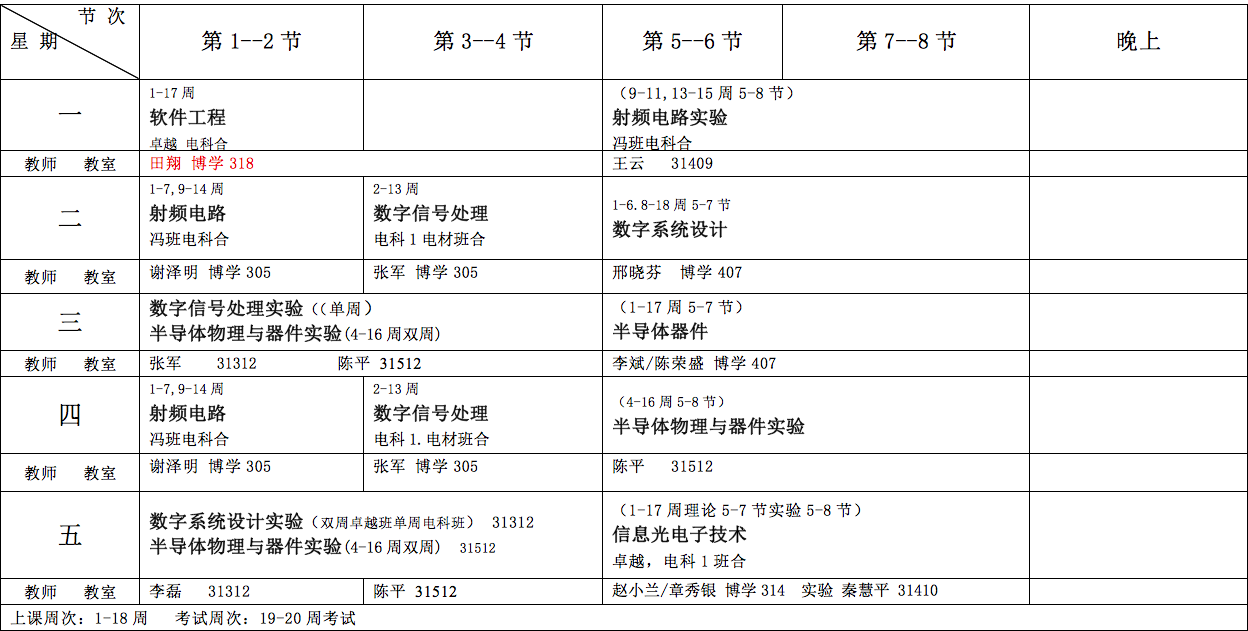 节 次
星 期
第 1--2 节
第 3--4 节
第 5--6 节
第 7--8 节
晚上
一
1-17 周
软件工程
卓越 电科合
（9-11,13-15 周 5-8 节）
射频电路实验
冯班电科合
教师 教室
田翔 博学 318
王云 31409
二
1-7,9-14 周
射频电路
冯班电科合
2-13 周
数字信号处理
电科 1 电材班合
1-6.8-18 周 5-7 节
数字系统设计
教师 教室
谢泽明 博学 305
张军 博学 305
邢晓芬 博学 407
三
数字信号处理实验（（单周）
半导体物理与器件实验(4-16 周双周)
（1-17 周 5-7 节）
半导体器件
教师 教室
张军 31312 陈平 31512
李斌/陈荣盛 博学 407
四
1-7,9-14 周
射频电路
冯班电科合
2-13 周
数字信号处理
电科 1.电材班合
（4-16 周 5-8 节）
半导体物理与器件实验
教师 教室
谢泽明 博学 305
张军 博学 305
陈平 31512
五
数字系统设计实验（双周卓越班单周电科班） 31312
半导体物理与器件实验(4-16 周双周) 31512
（1-17 周理论 5-7 节实验 5-8 节）
信息光电子技术
卓越，电科 1 班合
教师 教室
李磊 31312
陈平 31512
赵小兰/章秀银 博学 314 实验 秦慧平 31410
上课周次：1-18 周 考试周次：19-20 周考试